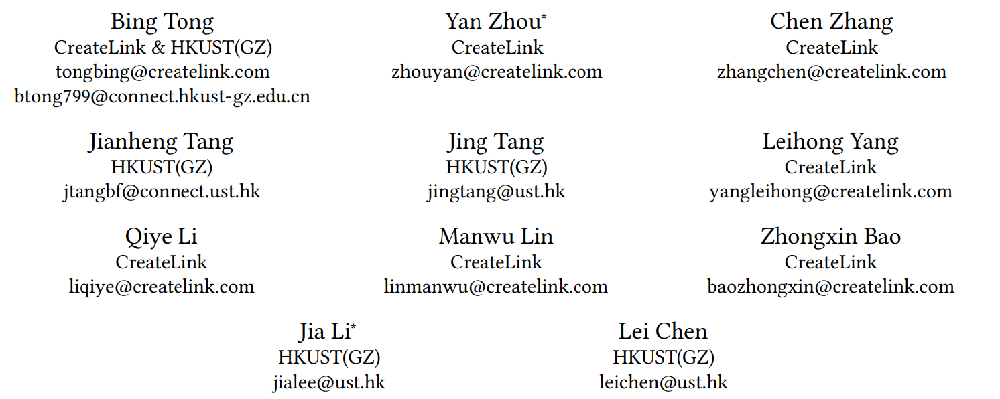 Bing Tong
CreateLink & HKUST(GZ)
tongbing@createlink.com
btong799@connect.hkust-gz.edu.cn
Yan Zhou*
CreateLink
zhouyan@createlink.com
Chen Zhang
CreateLink
zhangchen@createlink.com
Jianheng Tang
HKUST(GZ)
jtangbf@connect.ust.hk
Jing Tang
HKUST(GZ)
jingtang@ust.hk
Leihong Yang
CreateLink
yangleihong@createlink.com
Qiye Li
CreateLink
liqiye@createlink.com
Manwu Lin
CreateLink
linmanwu@createlink.com
Zhongxin Bao
CreateLink
baozhongxin@createlink.com
Jia Li*
HKUST(GZ)
jialee@ust.hk
Lei Chen
HKUST(GZ)
leichen@ust.hk